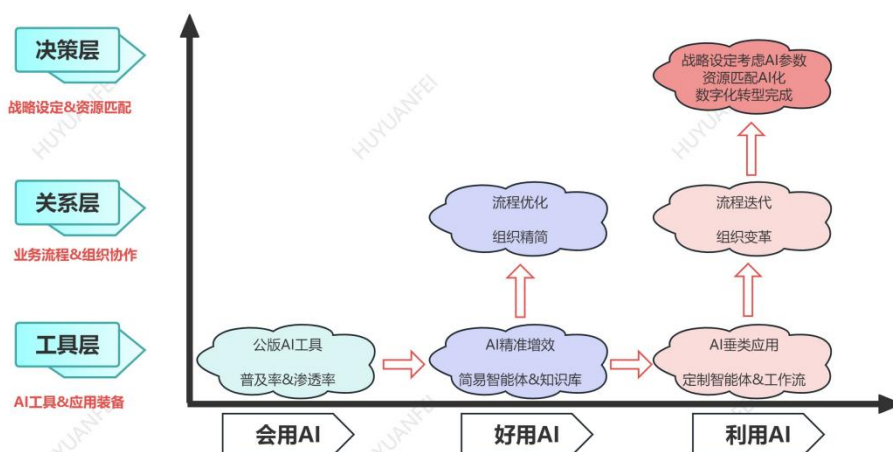 决策层
战略设定&资源匹配
战略设定考虑AI参数
资源匹配AI化
数字化转型完成
关系层
业务流程&组织协作
流程优化
组织精简
流程迭代
组织变革
工具层
AI工具&应用装备
公版AI工具
普及率&渗透率
AI精准增效
简易智能体&知识库
AI垂类应用
定制智能体&工作流
会用AI
好用AI
利用AI
HUYUANFEI
HUYUANFEI
HUYUANFEI
HUYUANFEI
HUYUANFEI
HUYUANFEI